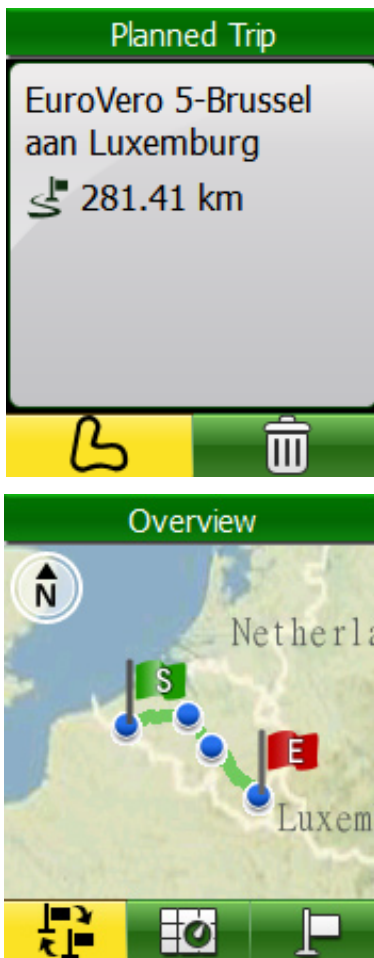 Planned Trip
EuroVero 5-Brussel
aan Luxemburg
281.41 km
Overview
N
Netherla
S
E
Luxem